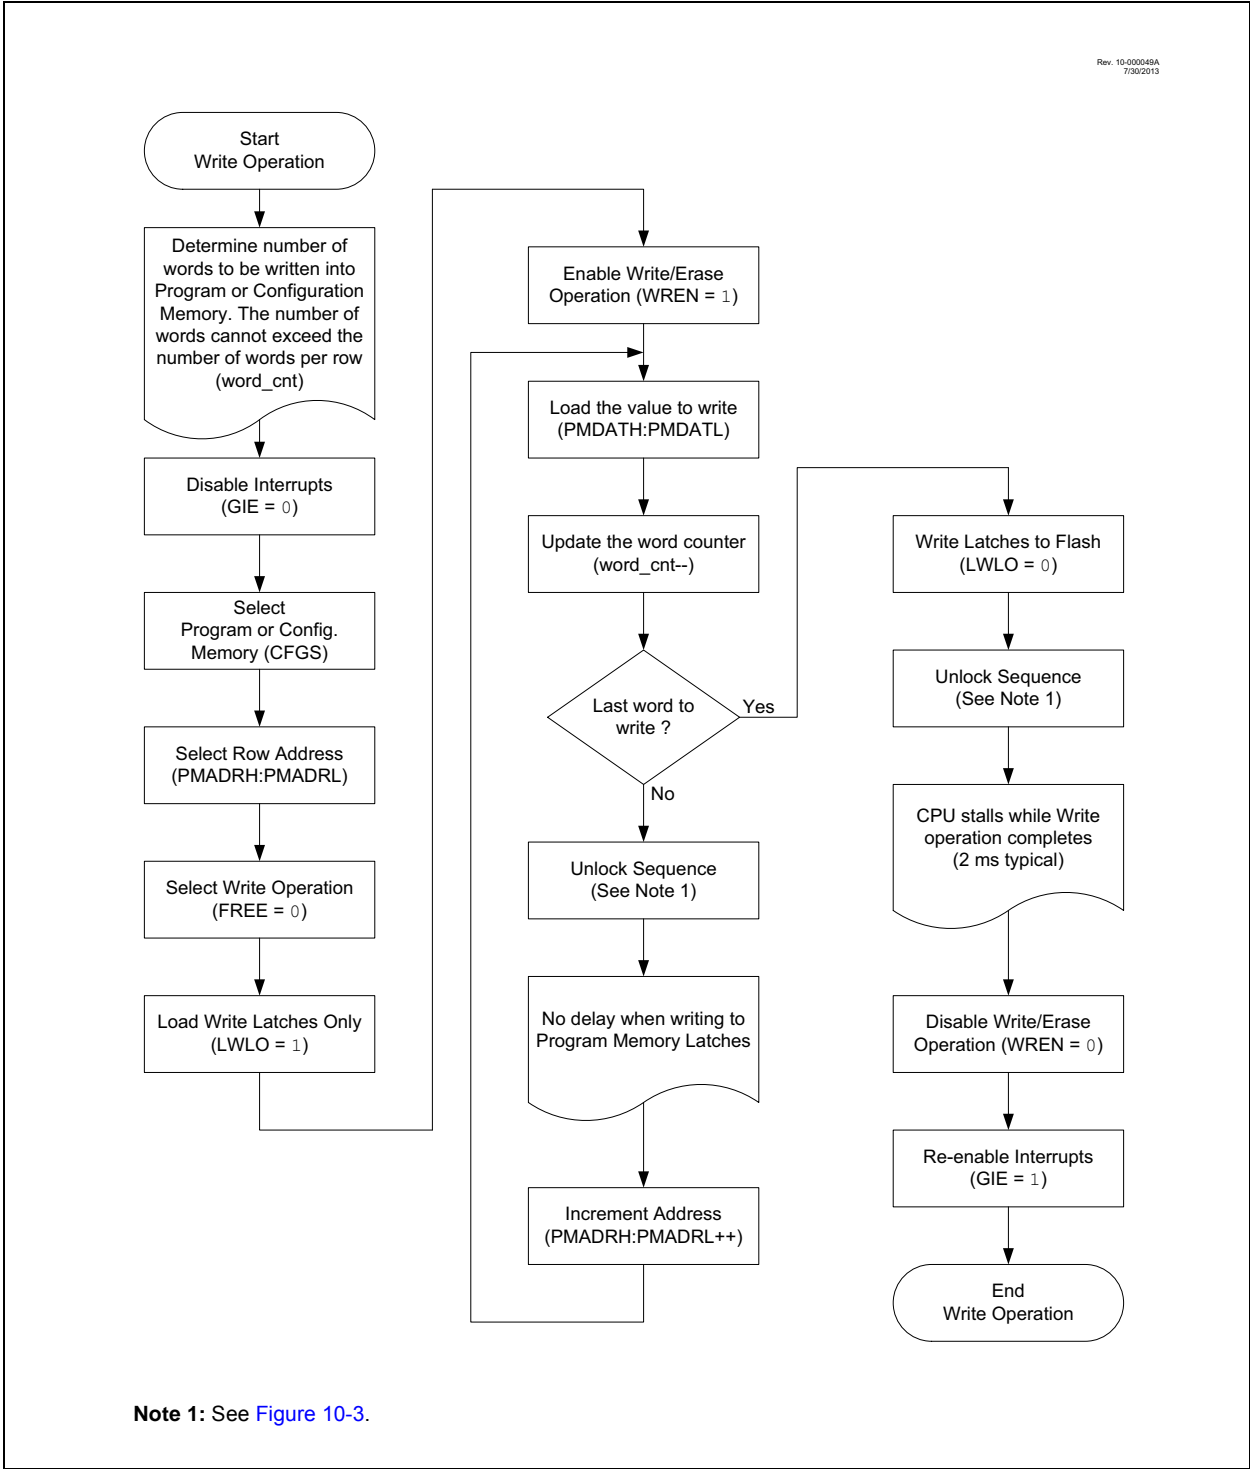 Rev. 10-000049A
7/30/2013
Start
Write Operation
Determine number of
words to be written into
Program or Configuration
Memory. The number of
words cannot exceed the
number of words per row
(word_cnt)
Disable Interrupts
(GIE = 0)
Select
Program or Config.
Memory (CFGS)
Select Row Address
(PMADRH:PMADRL)
Select Write Operation
(FREE = 0)
Load Write Latches Only
(LWLO = 1)
Enable Write/Erase
Operation (WREN = 1)
Load the value to write
(PMDATH:PMDATL)
Update the word counter
(word_cnt--)
Last word to
write ?
Yes
No
Unlock Sequence
(See Note 1)
No delay when writing to
Program Memory Latches
Increment Address
(PMADRH:PMADRL++)
Write Latches to Flash
(LWLO = 0)
Unlock Sequence
(See Note 1)
CPU stalls while Write
operation completes
(2 ms typical)
Disable Write/Erase
Operation (WREN = 0)
Re-enable Interrupts
(GIE = 1)
End
Write Operation
Note 1: See Figure 10-3.